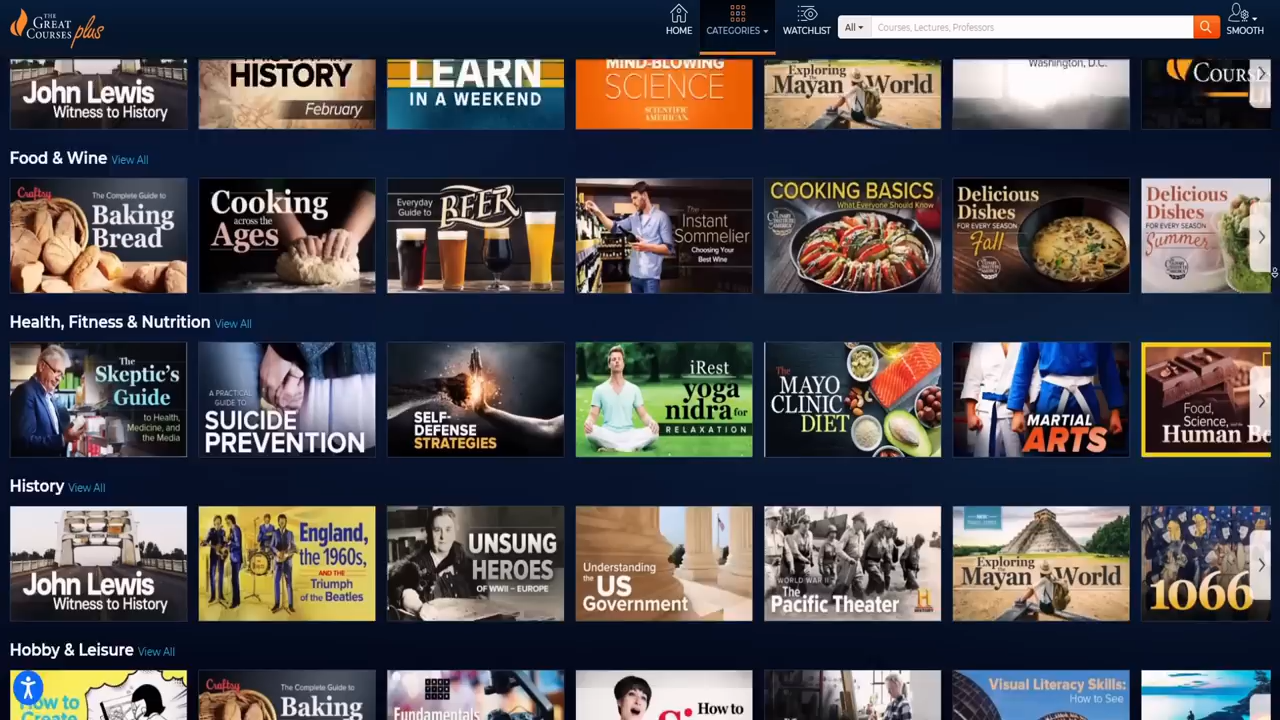 THE
GREAT
COURSES plus
HOME
CATEGORIES
WATCHLIST
All
Courses, Lectures, Professors
SMOOTH
John Lewis
Witness to History
HISTORY
February
LEARN
IN A WEEKEND
MIND-BLOWING
SCIENCE
SCIENTIFIC
AMERICAN
Exploring
the
Mayan World
Washington, D.C.
Food & Wine View All
Craftsy
The Complete Guide to
Baking
Bread
Cooking
across the
Ages
Everyday
Guide to
BEER
The
Instant
Sommelier
Choosing Your
Best Wine
COOKING BASICS
What Everyone Should Know
Delicious
Dishes
FOR EVERY SEASON
Fall
Delicious
Dishes
FOR EVERY SEASON
Summer
Health, Fitness & Nutrition View All
The
Skeptic's
Guide
to Health,
Medicine, and
the Media
A PRACTICAL
GUIDE TO
SUICIDE
PREVENTION
SELF-
DEFENSE
STRATEGIES
iRest
yoga
nidra for
RELAXATION
The
MAYO
CLINIC
DIET
MARTIAL
ARTS
Food,
Science, and the
Human Bo
History View All
John Lewis
Witness to History
England,
the 1960s,
AND THE
Triumph
of the Beatles
UNSUNG
HEROES
OF WWII – EUROPE
Understanding
the US
Government
WORLD WAR II
The
Pacific Theater
H
HISTORY
Exploring
the
Mayan World
1066
Hobby & Leisure View All
How to
Create
Craftsy
The Complete Guide to
Baking
Fundamentals
How to
Visual Literacy Skills:
How to See